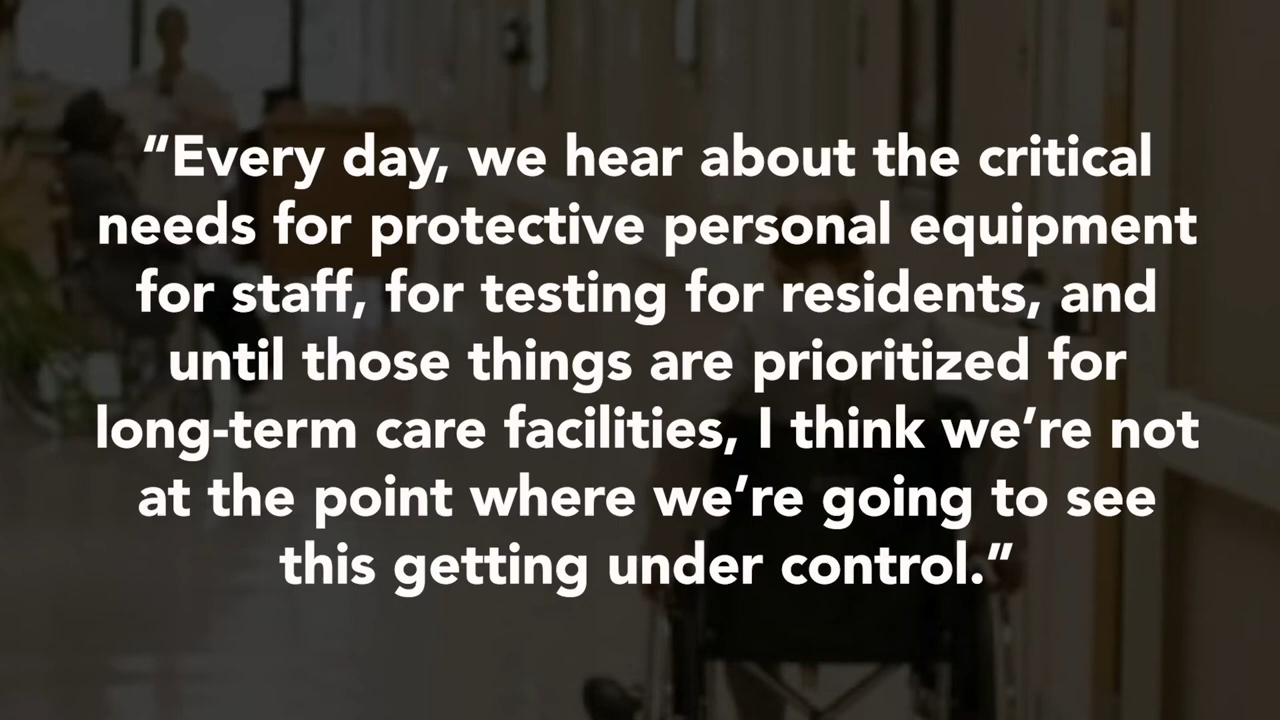 “Every day, we hear about the critical
needs for protective personal equipment
for staff, for testing for residents, and
until those things are prioritized for
long-term care facilities, I think we’re not
at the point where we’re going to see
this getting under control.”